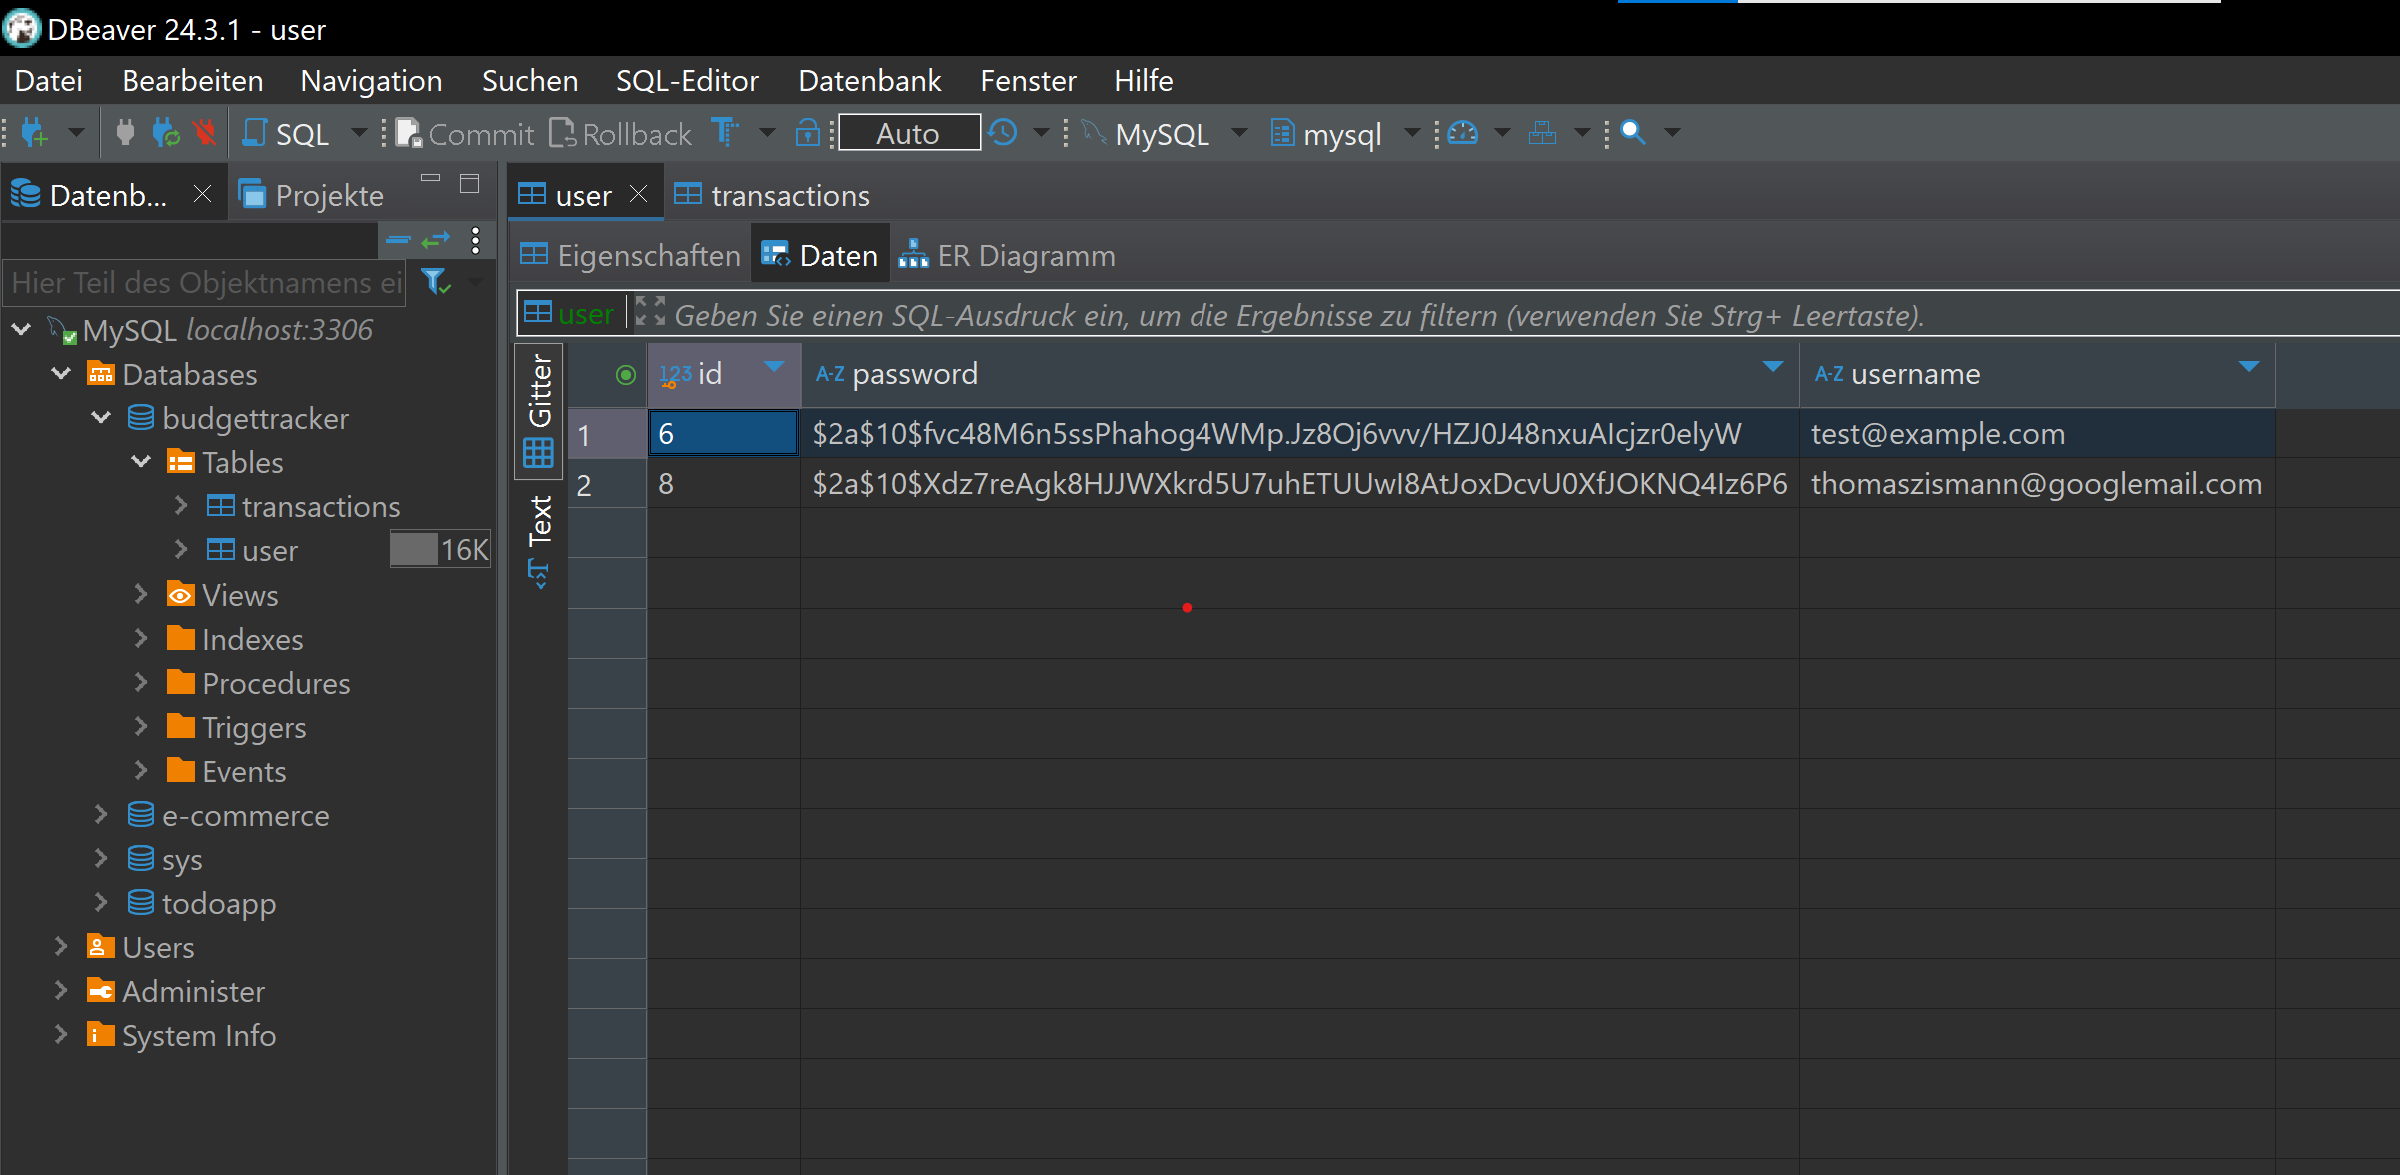 DBeaver 24.3.1 - user
Datei Bearbeiten Navigation Suchen SQL-Editor Datenbank Fenster Hilfe
SQL Commit Rollback Auto MySQL mysql
Datenb... Projekte
user transactions
Eigenschaften Daten ER Diagramm
Hier Teil des Objektnamens ei
user Geben Sie einen SQL-Ausdruck ein, um die Ergebnisse zu filtern (verwenden Sie Strg+ Leertaste).
MySQL localhost:3306
Databases
budgettracker
Tables
transactions
user 16K
Views
Indexes
Procedures
Triggers
Events
e-commerce
sys
todoapp
Users
Administer
System Info
Gitter
Text
123 id A-Z password A-Z username
1 6 $2a$10$fvc48M6n5ssPhahog4WMp.Jz8Oj6vvv/HZJ0J48nxuAIcjzr0elyW test@example.com
2 8 $2a$10$Xdz7reAgk8HJJWXkrd5U7uhETUUwI8AtJoxDcvU0XfJOKNQ4Iz6P6 thomaszismann@googlemail.com